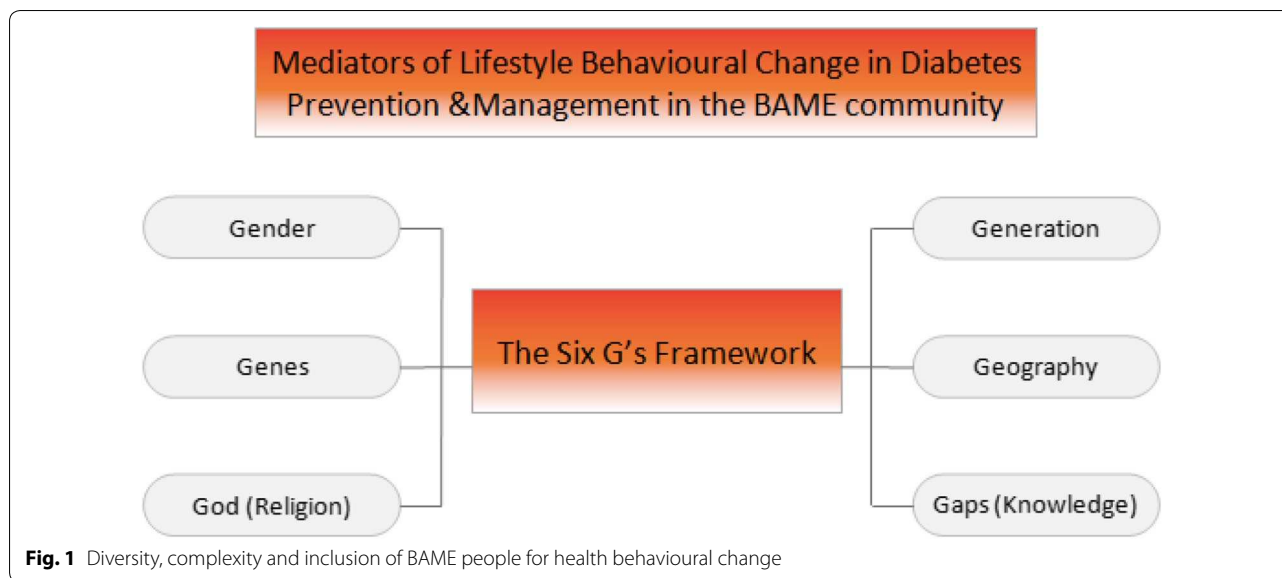 Mediators of Lifestyle Behavioural Change in Diabetes
Prevention &Management in the BAME community
Gender
Genes
God (Religion)
The Six G's Framework
Generation
Geography
Gaps (Knowledge)
Fig. 1 Diversity, complexity and inclusion of BAME people for health behavioural change